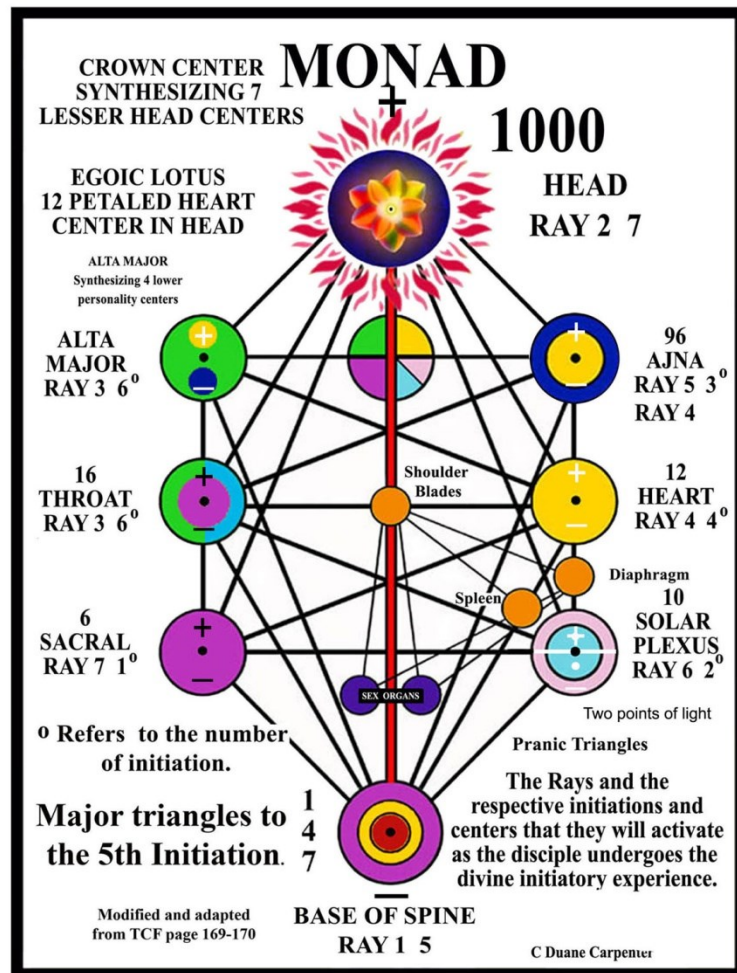 MONAD
CROWN CENTER
SYNTHESIZING 7
LESSER HEAD CENTERS
+
1000
EGOIC LOTUS
12 PETALED HEART
CENTER IN HEAD
HEAD
RAY 2 7
ALTA MAJOR
Synthesizing 4 lower
personality centers
ALTA
MAJOR
RAY 3 6º
+
—
96
AJNA
RAY 5 3º
RAY 4
+
—
16
THROAT
RAY 3 6º
+
—
Shoulder
Blades
12
HEART
RAY 4 4º
+
—
Diaphragm
Spleen
6
SACRAL
RAY 7 1º
+
—
10
SOLAR
PLEXUS
RAY 6 2º
+
—
SEX ORGANS
Two points of light
º Refers to the number
of initiation.
Pranic Triangles
Major triangles to
the 5th Initiation.
1
4
7
The Rays and the
respective initiations and
centers that they will activate
as the disciple undergoes the
divine initiatory experience.
—
BASE OF SPINE
RAY 1 5
Modified and adapted
from TCF page 169-170
C Duane Carpenter